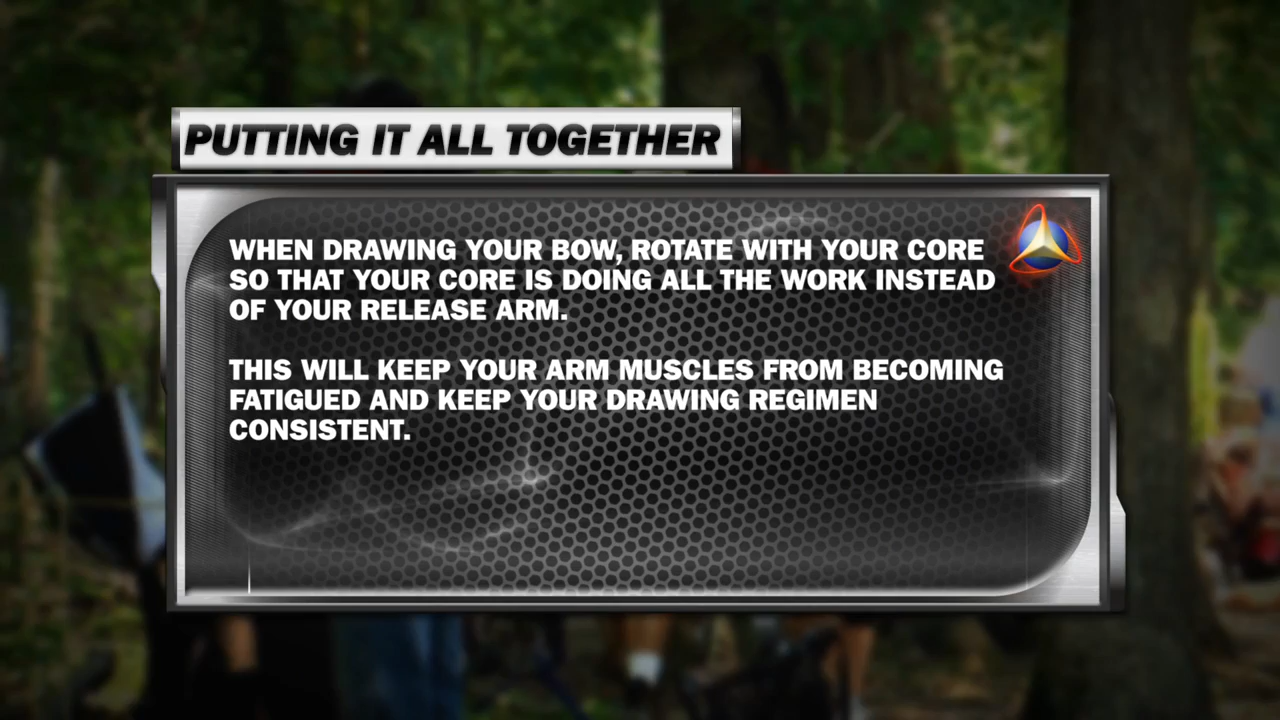 PUTTING IT ALL TOGETHER
WHEN DRAWING YOUR BOW, ROTATE WITH YOUR CORE
SO THAT YOUR CORE IS DOING ALL THE WORK INSTEAD
OF YOUR RELEASE ARM.
THIS WILL KEEP YOUR ARM MUSCLES FROM BECOMING
FATIGUED AND KEEP YOUR DRAWING REGIMEN
CONSISTENT.